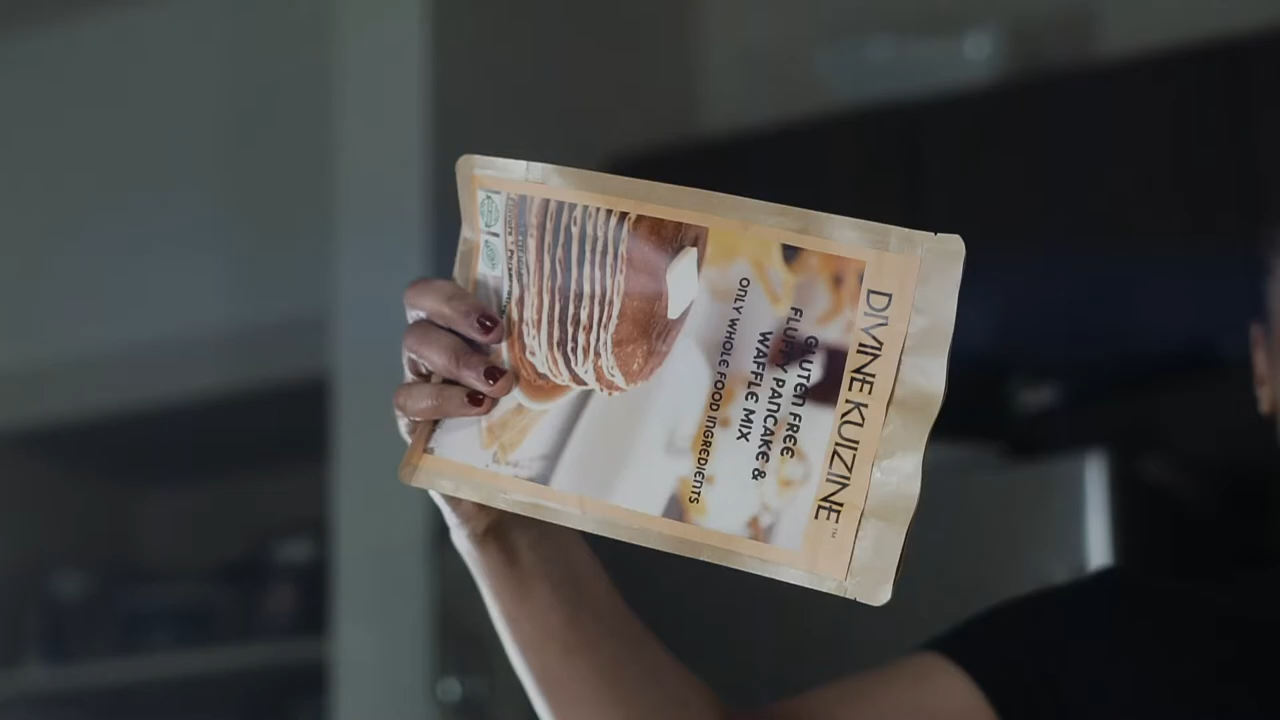 DIVINE KUIZINE™
GLUTEN FREE
FLUFFY PANCAKE &
WAFFLE MIX
ONLY WHOLE FOOD INGREDIENTS